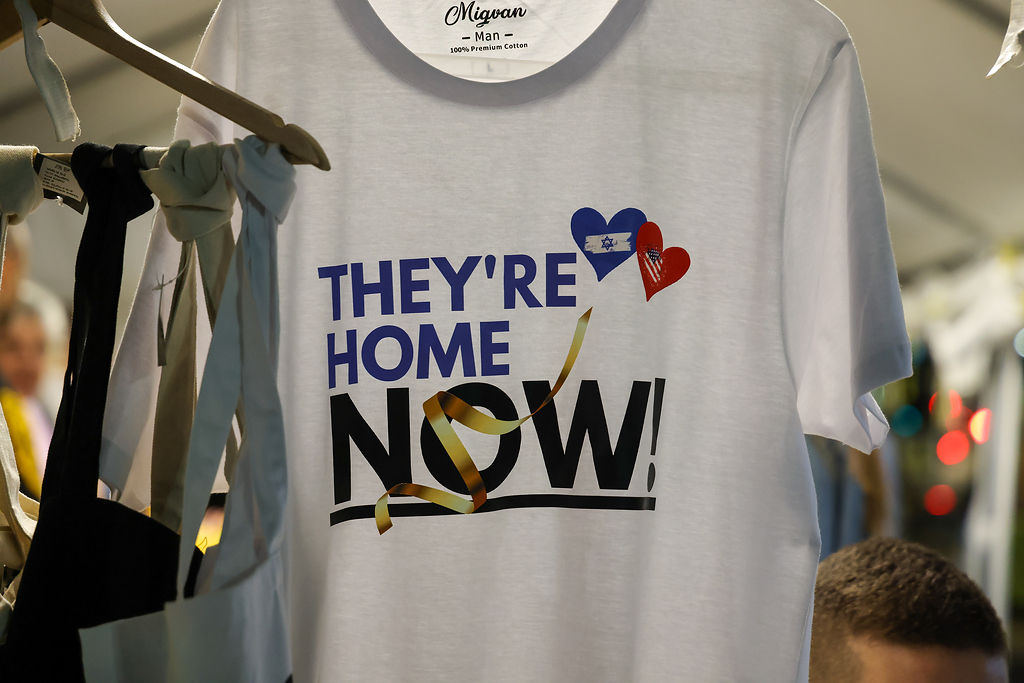 Migvan
– Man –
100% Premium Cotton
THEY'RE
HOME
NOW!